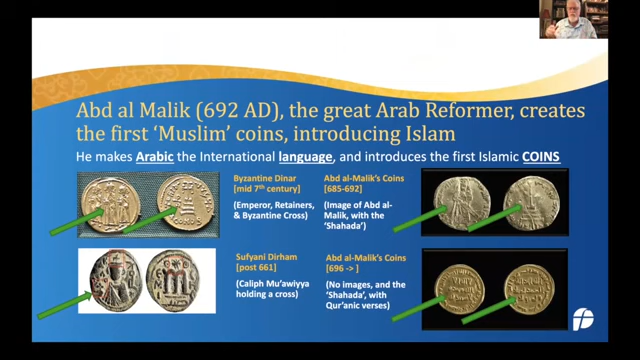 Abd al Malik (692 AD), the great Arab Reformer, creates
the first ‘Muslim’ coins, introducing Islam
He makes Arabic the International language, and introduces the first Islamic COINS
Byzantine Dinar
[mid 7th century]
(Emperor, Retainers,
& Byzantine Cross)
Abd al-Malik's Coins
[685-692]
(Image of Abd al-
Malik, with the
‘Shahada’)
Sufyani Dirham
[post 661]
(Caliph Mu'awiyya
holding a cross)
Abd al-Malik's Coins
[696 -> ]
(No images, and the
‘Shahada’, with
Qur'anic verses)